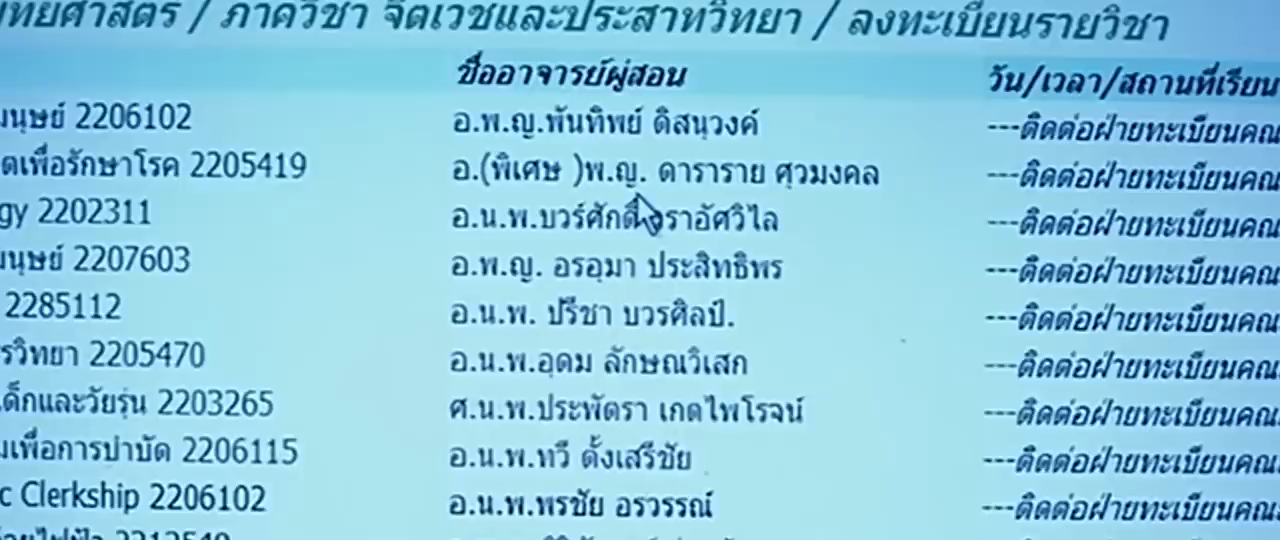 ทยศาสตร์ / ภาควิชา จิตเวชและประสาทวิทยา / ลงทะเบียนรายวิชา
ชื่ออาจารย์ผู้สอน วัน/เวลา/สถานที่เรียน
มนุษย์ 2206102 อ.พ.ญ.พันทิพย์ ดิสนุวงค์ ---ติดต่อฝ่ายทะเบียนคณ
ดเพื่อรักษาโรค 2205419 อ.(พิเศษ )พ.ญ. ดาราราย ศุวมงคล ---ติดต่อฝ่ายทะเบียนคณ
gy 2202311 อ.น.พ.บวร์ศักดิ์ ---ติดต่อฝ่ายทะเบียนคณ
มนุษย์ 2207603 อ.พ.ญ. อรอุมา ประสิทธิพร ---ติดต่อฝ่ายทะเบียนคณ
2285112 อ.น.พ. ปรีชา บวรศิลป์. ---ติดต่อฝ่ายทะเบียนคณ
รวิทยา 2205470 อ.น.พ.อุดม ลักษณวิเสก ---ติดต่อฝ่ายทะเบียนคณ
เด็กและวัยรุ่น 2203265 ศ.น.พ.ประพัตรา เกตไพโรจน์ ---ติดต่อฝ่ายทะเบียนคณ
มเพื่อการบำบัด 2206115 อ.น.พ.ทวี ตั้งเสรีชัย ---ติดต่อฝ่ายทะเบียนคณ
c Clerkship 2206102 อ.น.พ.พรชัย อรวรรณ์ ---ติดต่อฝ่ายทะเบียนคณ